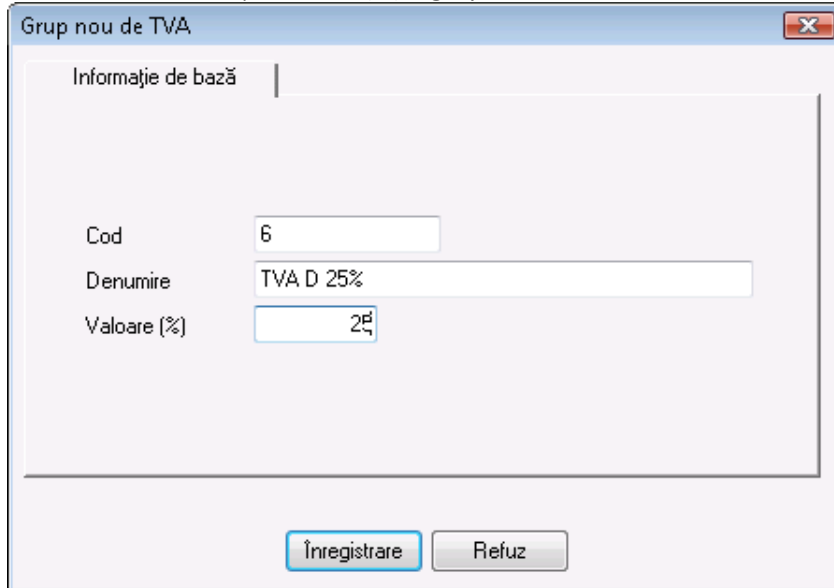 Grup nou de TVA
Informaţie de bază
Cod 6
Denumire TVA D 25%
Valoare (%) 25
Înregistrare Refuz